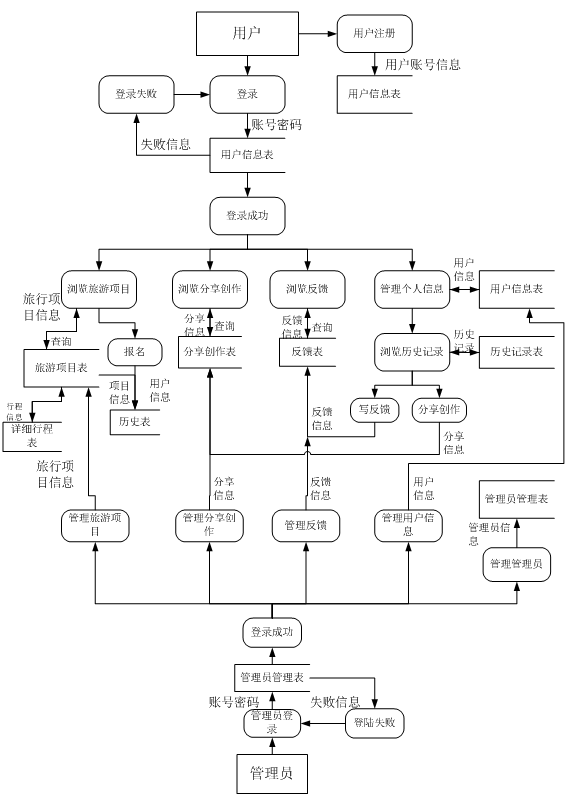 用户
用户注册
用户账号信息
登录失败
登录
用户信息表
账号密码
失败信息
用户信息表
登录成功
浏览旅游项目
浏览分享创作
浏览反馈
管理个人信息
用户
信息
用户信息表
旅行项
目信息
查询
分享
信息
查询
反馈
信息
查询
历史
记录
旅游项目表
报名
分享创作表
反馈表
浏览历史记录
历史记录表
项目
信息
用户
信息
行程
信息
详细行程
表
历史表
反馈
信息
写反馈
分享创作
分享
信息
旅行项
目信息
分享
信息
反馈
信息
用户
信息
管理员管理表
管理旅游项
目
管理分享创
作
管理反馈
管理用户信
息
管理员信
息
管理管理员
登录成功
管理员管理表
账号密码
失败信息
管理员登
录
登陆失败
管理员